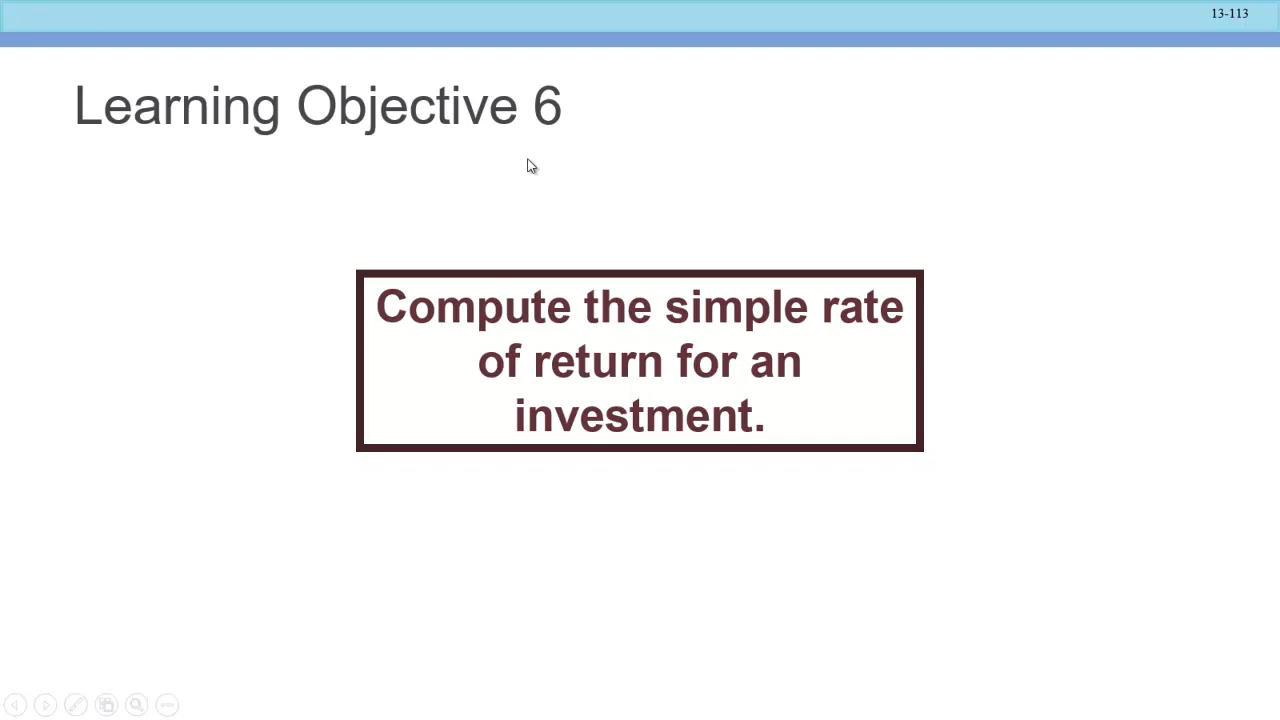 13-113
Learning Objective 6
Compute the simple rate
of return for an
investment.